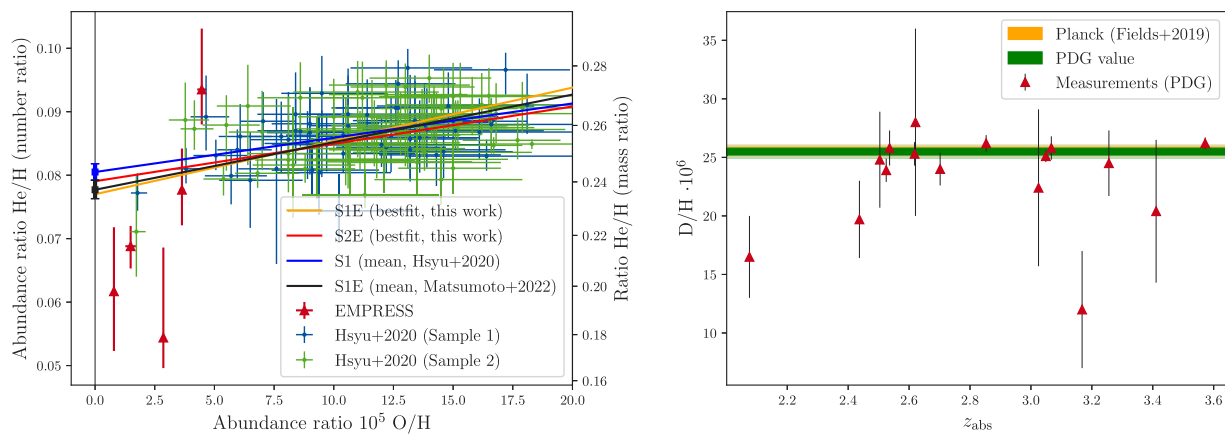 Abundance ratio He/H (number ratio)
0.10
0.09
0.08
0.07
0.06
0.05
0.0 2.5 5.0 7.5 10.0 12.5 15.0 17.5 20.0
Abundance ratio 10⁵ O/H
S1E (bestfit, this work)
S2E (bestfit, this work)
S1 (mean, Hsyu+2020)
S1E (mean, Matsumoto+2022)
EMPRESS
Hsyu+2020 (Sample 1)
Hsyu+2020 (Sample 2)
0.28
0.26
0.24
0.22
0.20
0.18
0.16
Ratio He/H (mass ratio)
D/H ·10⁶
35
30
25
20
15
10
2.2 2.4 2.6 2.8 3.0 3.2 3.4 3.6
z_abs
Planck (Fields+2019)
PDG value
Measurements (PDG)